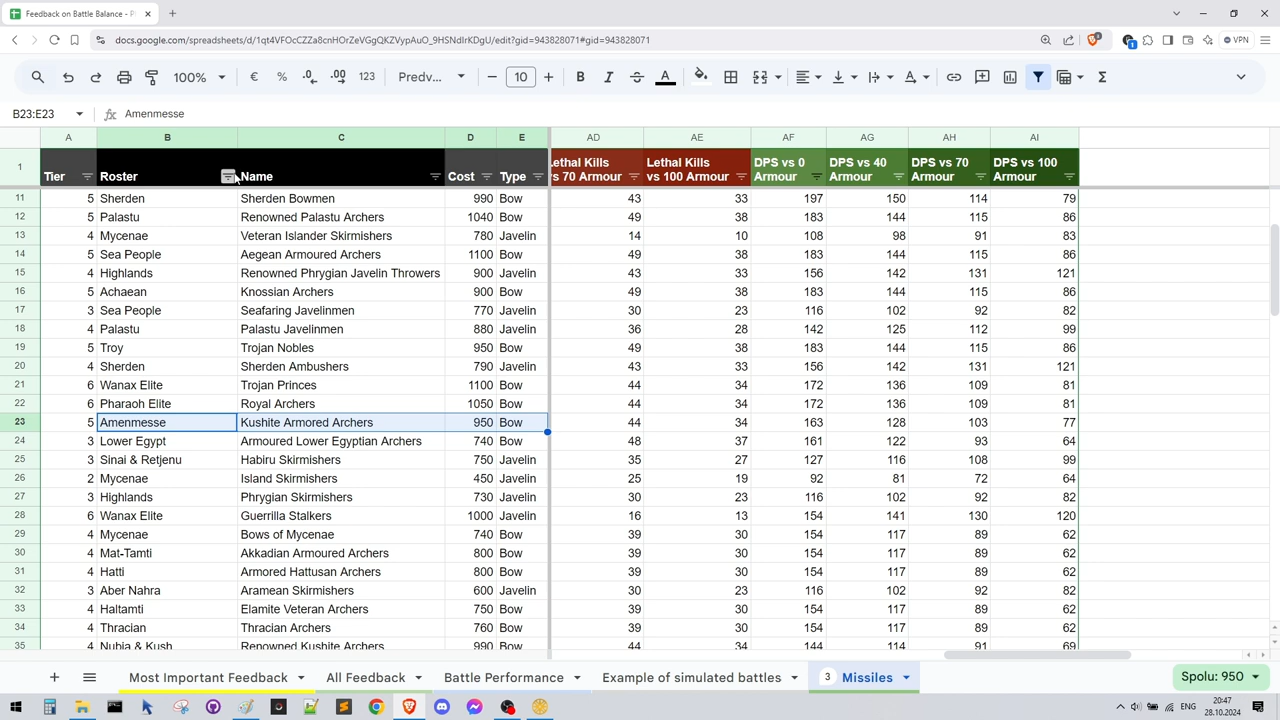 Feedback on Battle Balance - P
docs.google.com/spreadsheets/d/1qt4VFOcCZZa8cnHOrZeVGgQKZVypAuO_9HSNdIrKDgU/edit?gid=943828071#gid=943828071
VPN
100% € % .0 .00 123 Predv... 10 B I A
B23:E23 fx Amenmesse
A B C D E AD AE AF AG AH AI
1 Tier Roster Name Cost Type Lethal Kills vs 70 Armour Lethal Kills vs 100 Armour DPS vs 0 Armour DPS vs 40 Armour DPS vs 70 Armour DPS vs 100 Armour
11 5 Sherden Sherden Bowmen 990 Bow 43 33 197 150 114 79
12 5 Palastu Renowned Palastu Archers 1040 Bow 49 38 183 144 115 86
13 4 Mycenae Veteran Islander Skirmishers 780 Javelin 14 10 108 98 91 83
14 5 Sea People Aegean Armoured Archers 1100 Bow 49 38 183 144 115 86
15 4 Highlands Renowned Phrygian Javelin Throwers 900 Javelin 43 33 156 142 131 121
16 5 Achaean Knossian Archers 900 Bow 49 38 183 144 115 86
17 3 Sea People Seafaring Javelinmen 770 Javelin 30 23 116 102 92 82
18 4 Palastu Palastu Javelinmen 880 Javelin 36 28 142 125 112 99
19 5 Troy Trojan Nobles 950 Bow 49 38 183 144 115 86
20 4 Sherden Sherden Ambushers 790 Javelin 43 33 156 142 131 121
21 6 Wanax Elite Trojan Princes 1100 Bow 44 34 172 136 109 81
22 6 Pharaoh Elite Royal Archers 1050 Bow 44 34 172 136 109 81
23 5 Amenmesse Kushite Armored Archers 950 Bow 44 34 163 128 103 77
24 3 Lower Egypt Armoured Lower Egyptian Archers 740 Bow 48 37 161 122 93 64
25 3 Sinai & Retjenu Habiru Skirmishers 750 Javelin 35 27 127 116 108 99
26 2 Mycenae Island Skirmishers 450 Javelin 25 19 92 81 72 64
27 3 Highlands Phrygian Skirmishers 730 Javelin 30 23 116 102 92 82
28 6 Wanax Elite Guerrilla Stalkers 1000 Javelin 16 13 154 141 130 120
29 4 Mycenae Bows of Mycenae 740 Bow 39 30 154 117 89 62
30 4 Mat-Tamti Akkadian Armoured Archers 800 Bow 39 30 154 117 89 62
31 4 Hatti Armored Hattusan Archers 800 Bow 39 30 154 117 89 62
32 3 Aber Nahra Aramean Skirmishers 600 Javelin 30 23 116 102 92 82
33 4 Haltamti Elamite Veteran Archers 750 Bow 39 30 154 117 89 62
34 4 Thracian Thracian Archers 760 Bow 39 30 154 117 89 62
35 4 Nubia & Kush Renowned Kushite Archers 990 Bow 44 34 144 114 91 69
Most Important Feedback All Feedback Battle Performance Example of simulated battles 3 Missiles Spolu: 950
ENG 20:47
28.10.2024